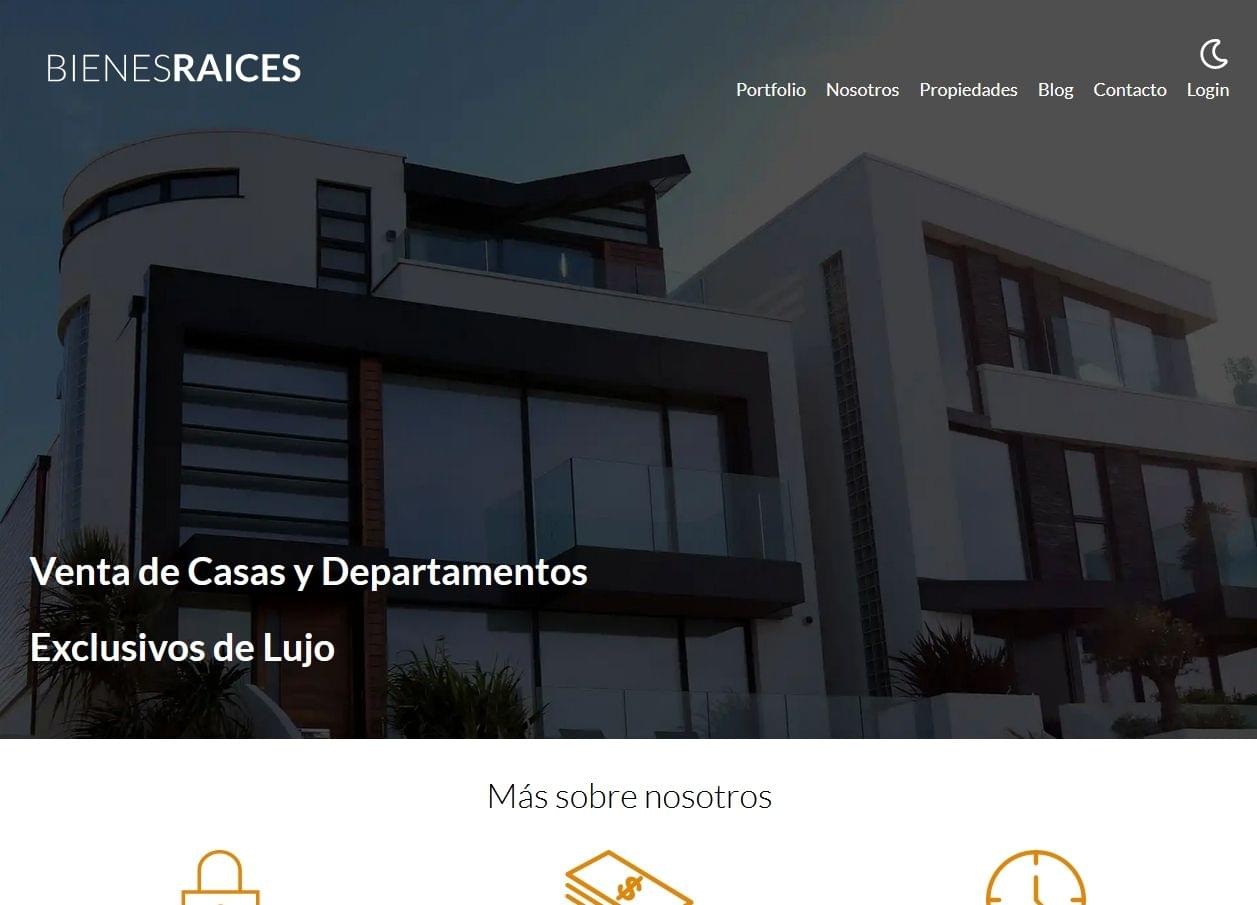 BIENESRAICES
Portfolio Nosotros Propiedades Blog Contacto Login
Venta de Casas y Departamentos
Exclusivos de Lujo
Más sobre nosotros
$